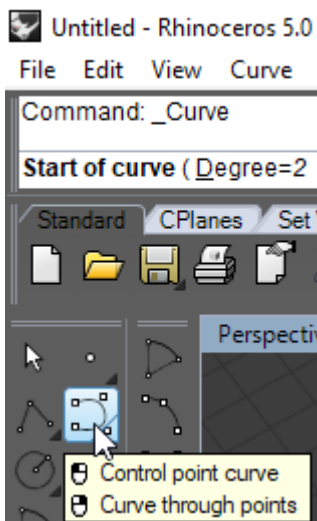 Untitled - Rhinoceros 5.0
File Edit View Curve
Command: _Curve
Start of curve ( Degree=2
Standard CPlanes Set
Perspecti
Control point curve
Curve through points